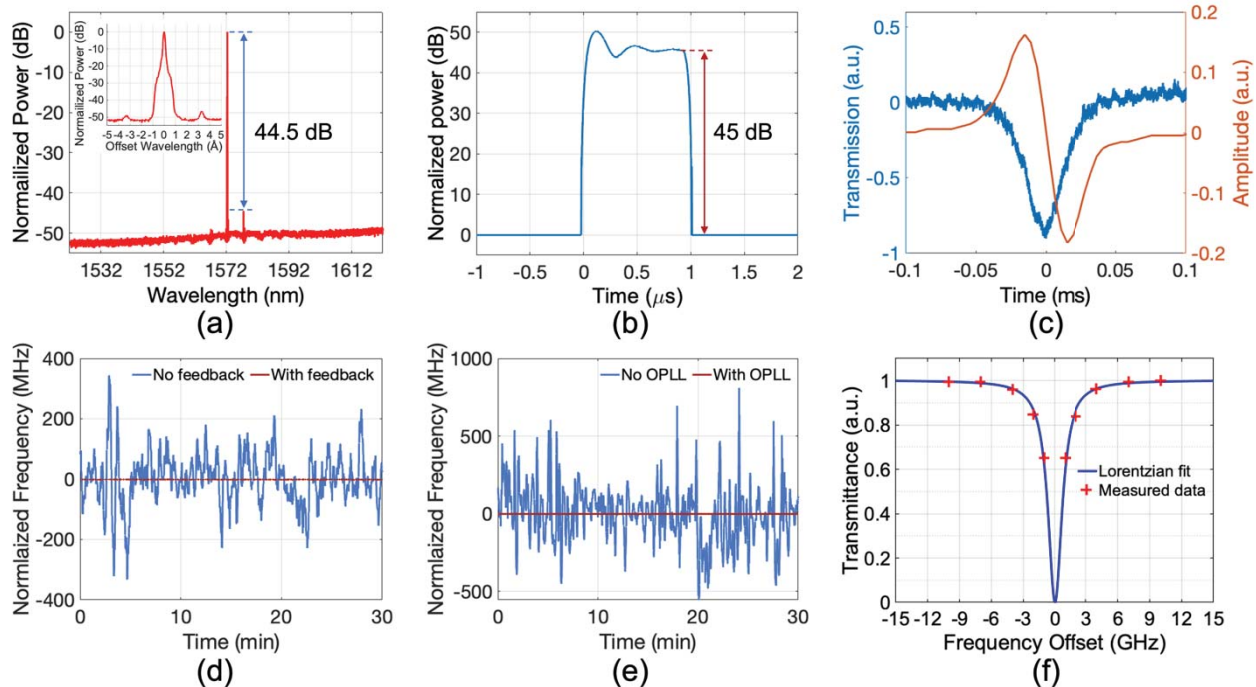 Normailized Power (dB)
0
-10
-20
-30
-40
-50
1532 1552 1572 1592 1612
Wavelength (nm)
44.5 dB
Normailized Power (dB)
0
-10
-20
-30
-40
-50
-5-4-3-2-1 0 1 2 3 4 5
Offset Wavelength (Å)
(a)
Normalized power (dB)
50
40
30
20
10
0
-1 -0.5 0 0.5 1 1.5 2
Time (μs)
45 dB
(b)
Transmission (a.u.)
1
0.5
0
-0.5
-1
-0.1 -0.05 0 0.05 0.1
Time (ms)
0.2
0.1
0
-0.1
-0.2
Amplitude (a.u.)
(c)
Normlaized Frequency (MHz)
400
200
0
-200
-400
No feedback With feedback
0 10 20 30
Time (min)
(d)
Normlaized Frequency (MHz)
1000
500
0
-500
No OPLL With OPLL
0 10 20 30
Time (min)
(e)
Transmittance (a.u.)
1
0.8
0.6
0.4
0.2
0
Lorentzian fit
Measured data
-15 -12 -9 -6 -3 0 3 6 9 12 15
Frequency Offset (GHz)
(f)